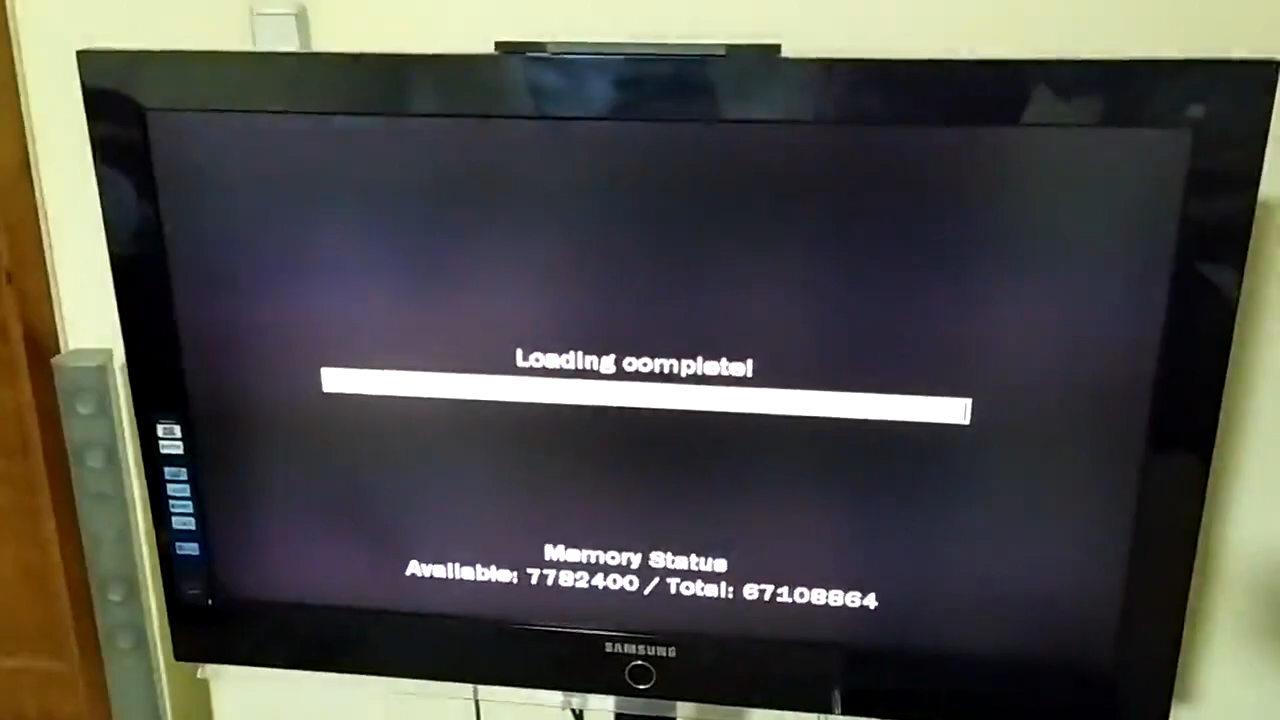 Loading complete!
Memory Status
Available: 7782400 / Total: 67108864
SAMSUNG